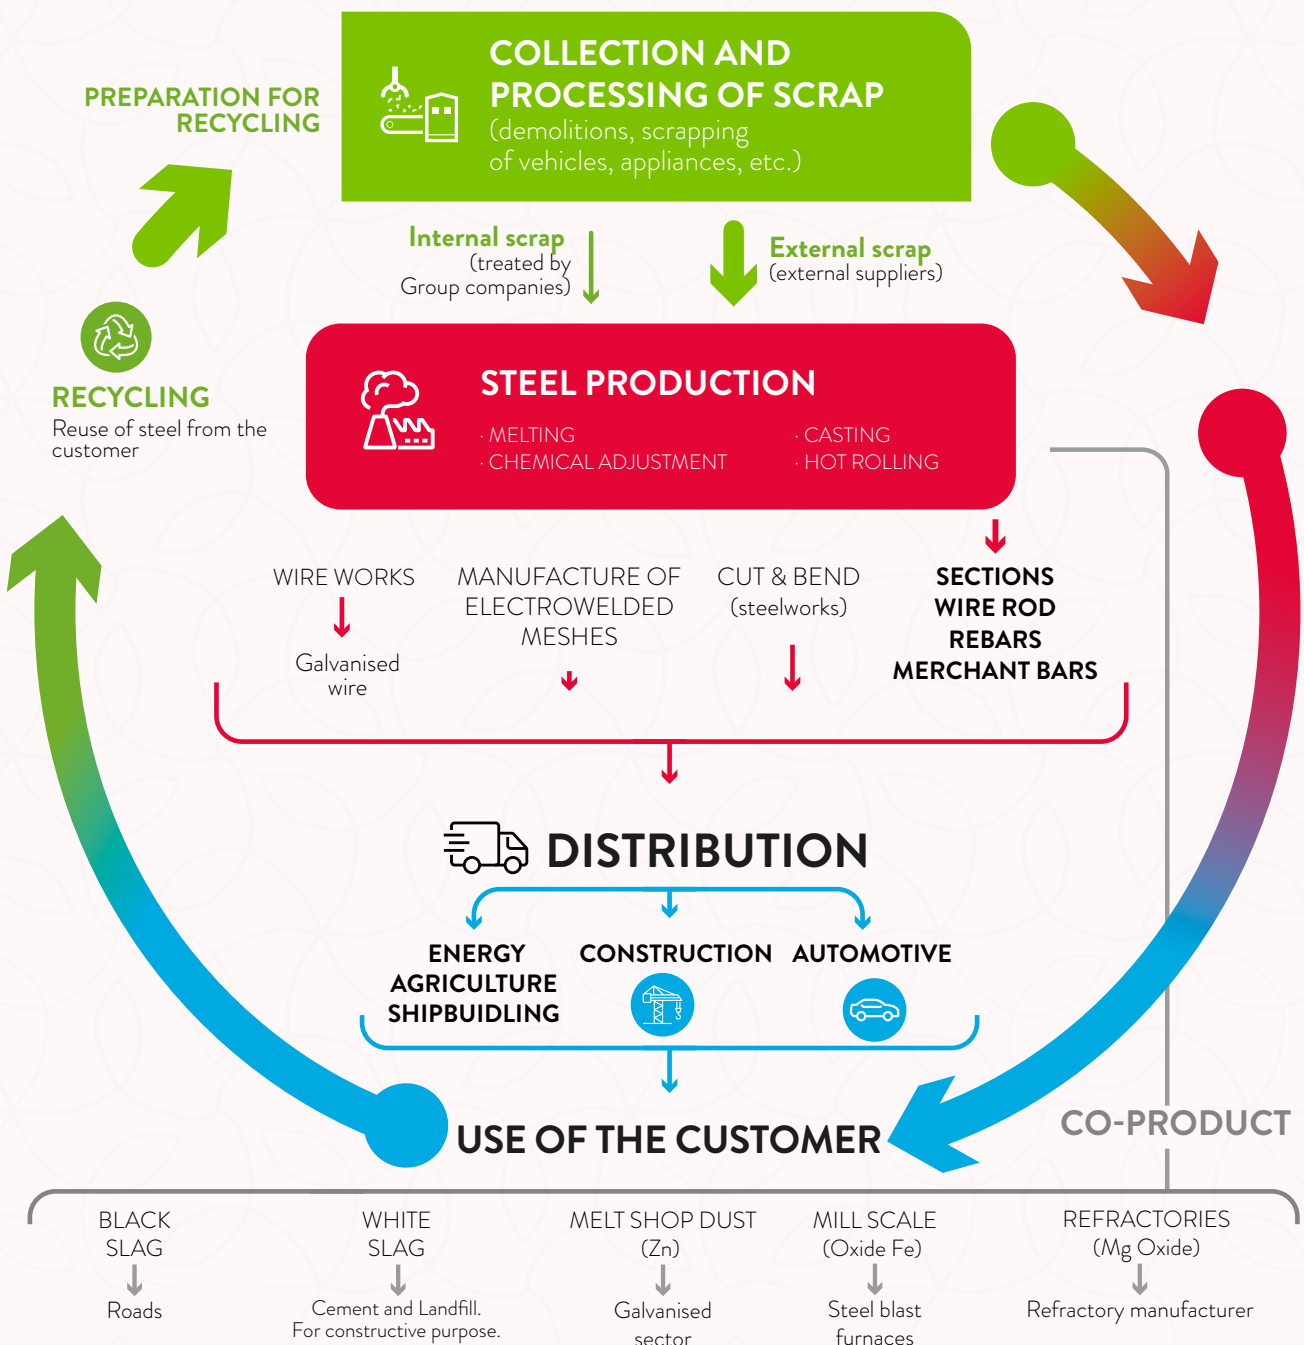 COLLECTION AND
PROCESSING OF SCRAP
(demolitions, scrapping
of vehicles, appliances, etc.)
PREPARATION FOR
RECYCLING
Internal scrap
(treated by
Group companies)
External scrap
(external suppliers)
RECYCLING
Reuse of steel from the
customer
STEEL PRODUCTION
· MELTING
· CHEMICAL ADJUSTMENT
· CASTING
· HOT ROLLING
WIRE WORKS
Galvanised
wire
MANUFACTURE OF
ELECTROWELDED
MESHES
CUT & BEND
(steelworks)
SECTIONS
WIRE ROD
REBARS
MERCHANT BARS
DISTRIBUTION
ENERGY
AGRICULTURE
SHIPBUIDLING
CONSTRUCTION
AUTOMOTIVE
USE OF THE CUSTOMER
CO-PRODUCT
BLACK
SLAG
Roads
WHITE
SLAG
Cement and Landfill.
For constructive purpose.
MELT SHOP DUST
(Zn)
Galvanised
sector
MILL SCALE
(Oxide Fe)
Steel blast
furnaces
REFRACTORIES
(Mg Oxide)
Refractory manufacturer